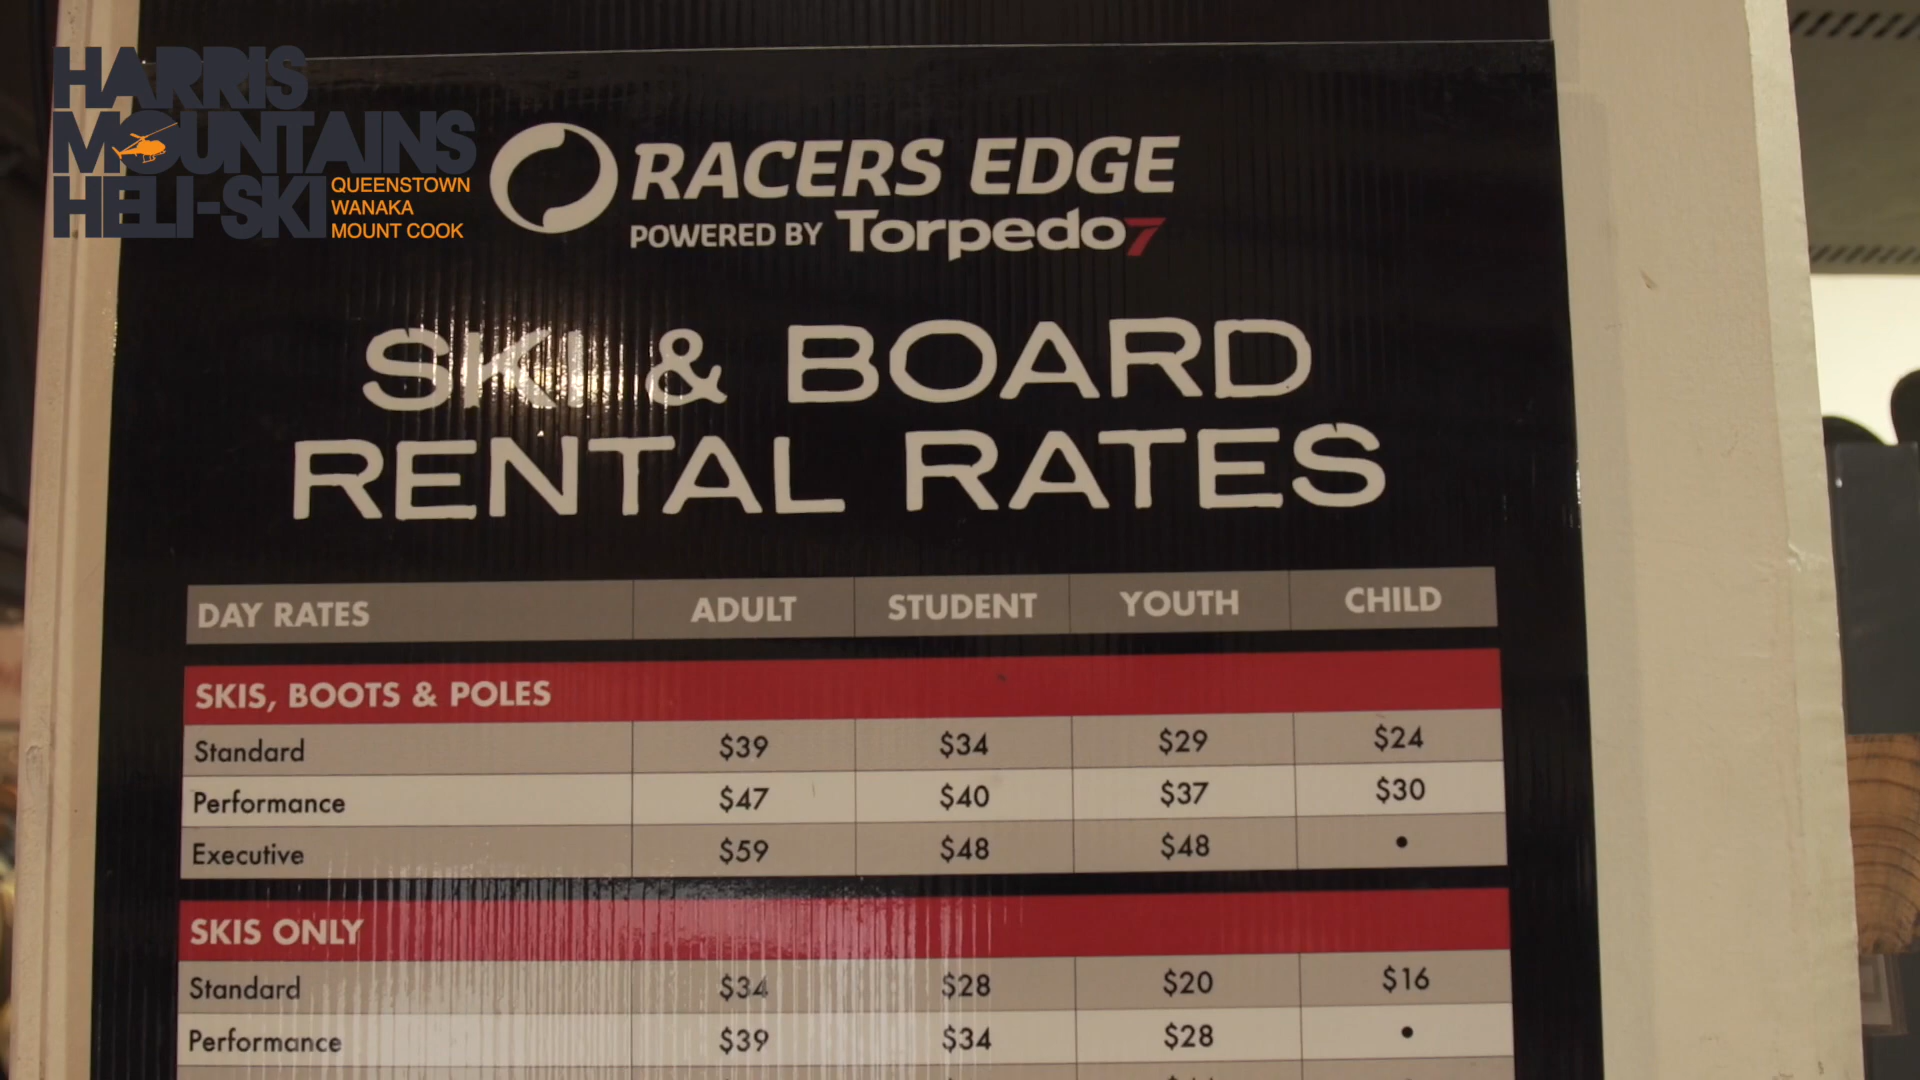 HARRIS
MOUNTAINS
HELI-SKI
QUEENSTOWN
WANAKA
MOUNT COOK
RACERS EDGE
POWERED BY Torpedo7
SKI & BOARD
RENTAL RATES
DAY RATES ADULT STUDENT YOUTH CHILD
SKIS, BOOTS & POLES
Standard $39 $34 $29 $24
Performance $47 $40 $37 $30
Executive $59 $48 $48 •
SKIS ONLY
Standard $34 $28 $20 $16
Performance $39 $34 $28 •